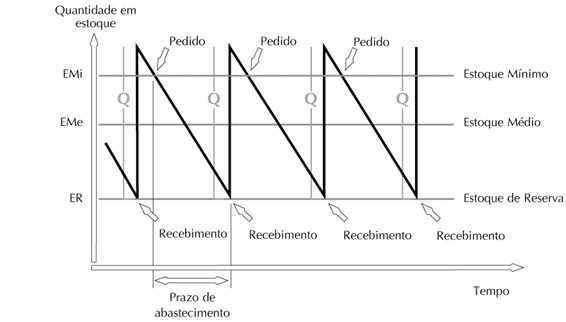 Quantidade em
estoque
Pedido
Pedido
Pedido
EMi
Estoque Mínimo
Q
Q
Q
Q
EMe
Estoque Médio
ER
Estoque de Reserva
Recebimento
Recebimento
Recebimento
Recebimento
Tempo
Prazo de
abastecimento